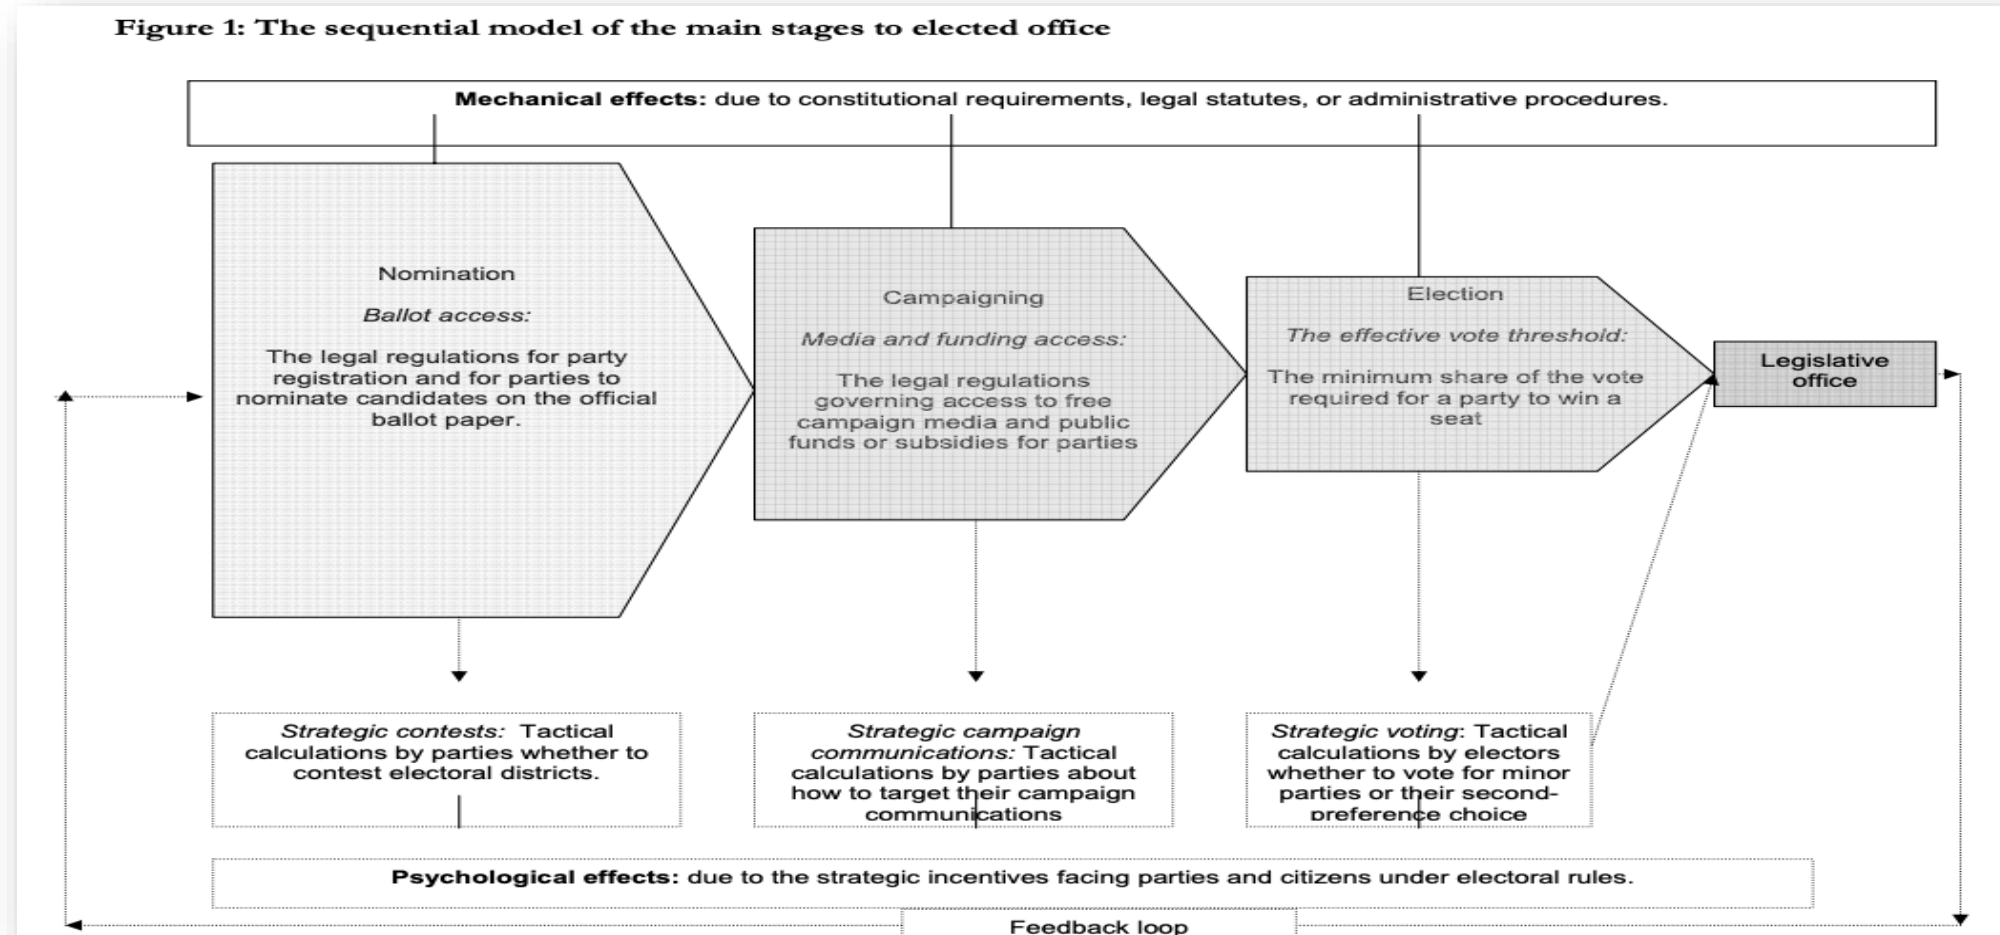 Figure 1: The sequential model of the main stages to elected office
Mechanical effects: due to constitutional requirements, legal statutes, or administrative procedures.
Nomination
Ballot access:
The legal regulations for party
registration and for parties to
nominate candidates on the official
ballot paper.
Campaigning
Media and funding access:
The legal regulations
governing access to free
campaign media and public
funds or subsidies for parties
Election
The effective vote threshold:
The minimum share of the vote
required for a party to win a
seat
Legislative
office
Strategic contests: Tactical
calculations by parties whether to
contest electoral districts.
Strategic campaign
communications: Tactical
calculations by parties about
how to target their campaign
communications
Strategic voting: Tactical
calculations by electors
whether to vote for minor
parties or their second-
preference choice
Psychological effects: due to the strategic incentives facing parties and citizens under electoral rules.
Feedback loop